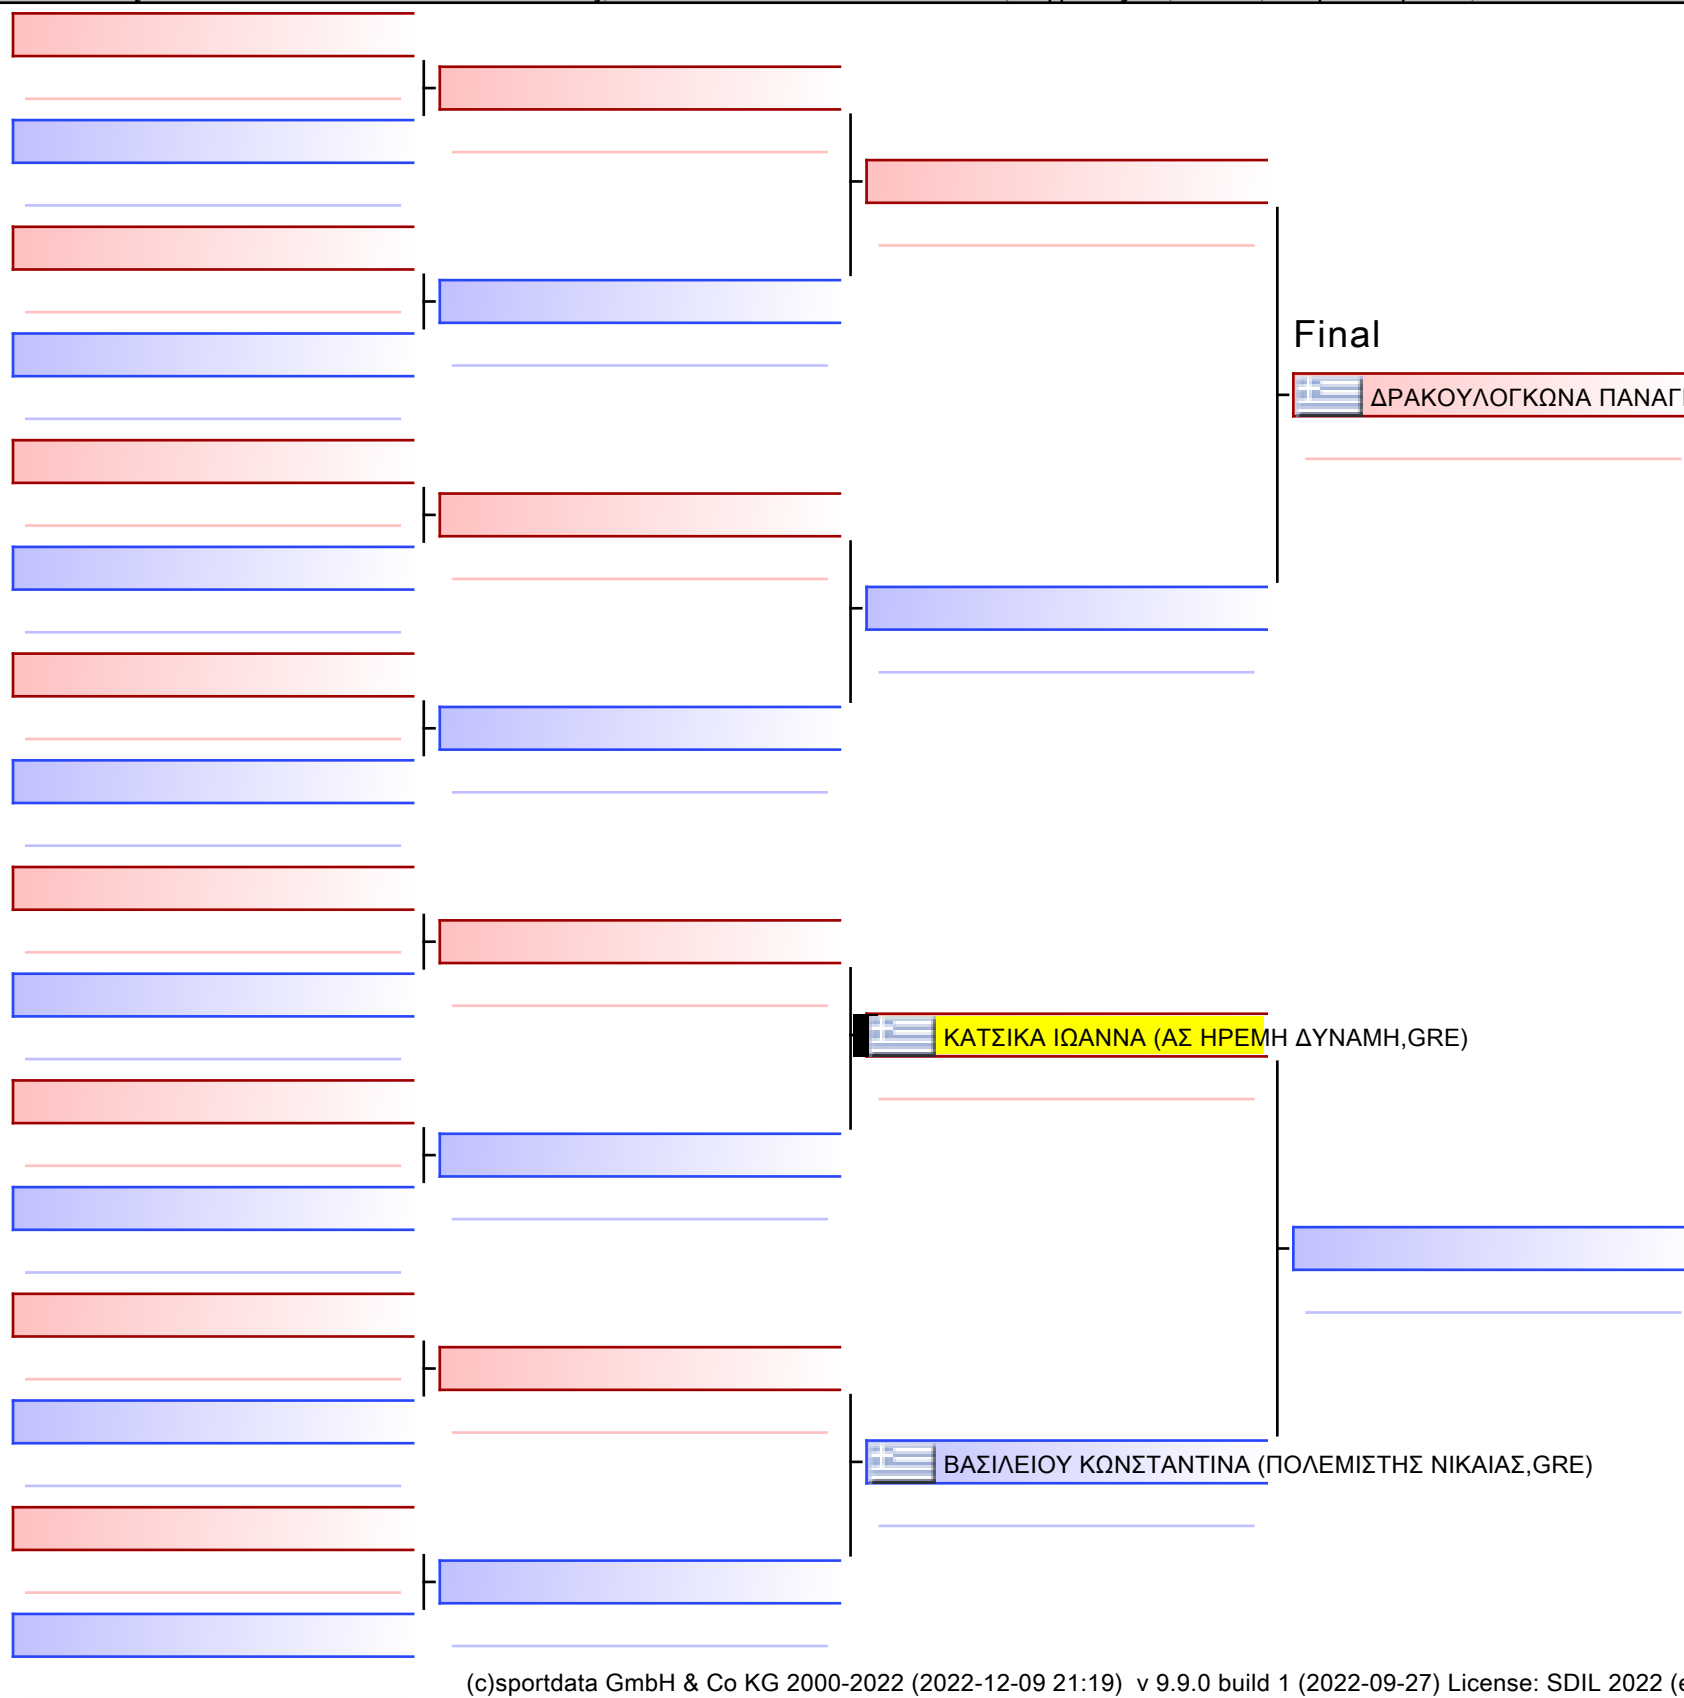 Final
ΔΡΑΚΟΥΛΟΓΚΩΝΑ
ΚΑΤΣΙΚΑ ΙΩΑΝΝΑ (ΑΣ ΗΡΕΜΗ ΔΥΝΑΜΗ,GRE)
ΒΑΣΙΛΕΙΟΥ ΚΩΝΣΤΑΝΤΙΝΑ (ΠΟΛΕΜΙΣΤΗΣ ΝΙΚΑΙΑΣ,GRE)
(c)sportdata GmbH & Co KG 2000-2022 (2022-12-09 21:19) v 9.9.0 build 1 (2022-09-27) License: SDIL 2022